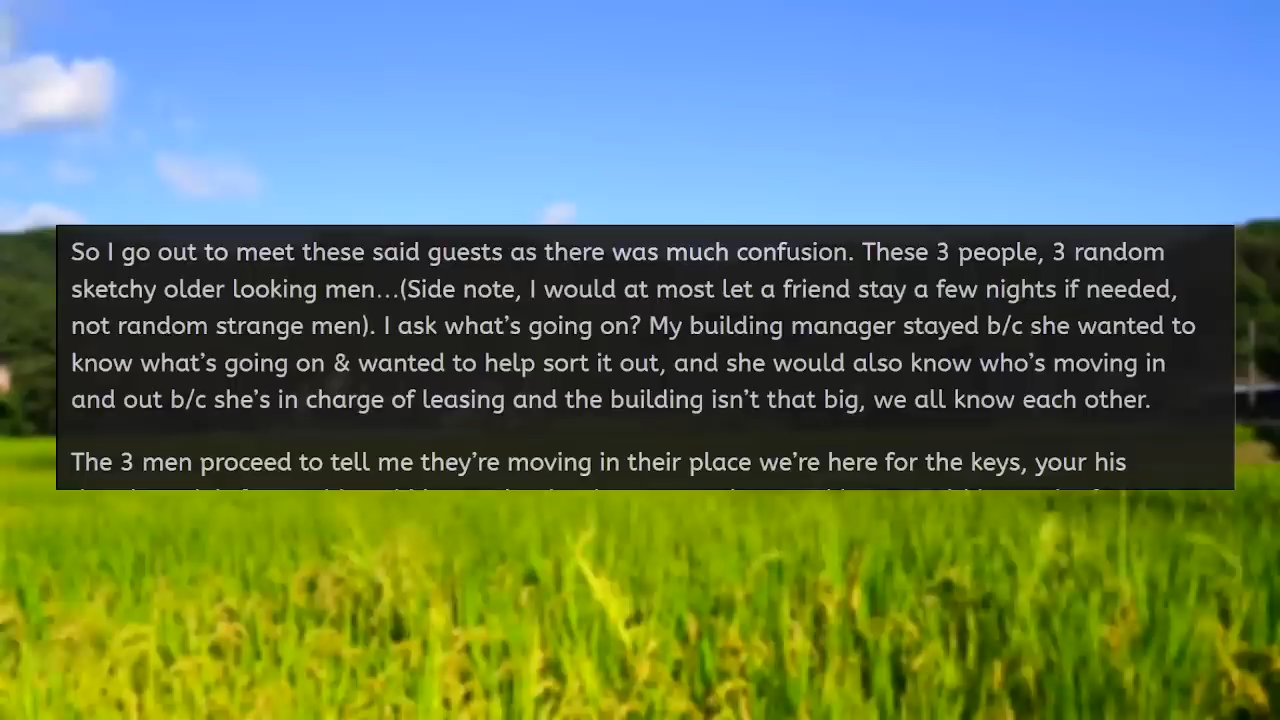 So I go out to meet these said guests as there was much confusion. These 3 people, 3 random
sketchy older looking men...(Side note, I would at most let a friend stay a few nights if needed,
not random strange men). I ask what’s going on? My building manager stayed b/c she wanted to
know what’s going on & wanted to help sort it out, and she would also know who’s moving in
and out b/c she’s in charge of leasing and the building isn’t that big, we all know each other.
The 3 men proceed to tell me they’re moving in their place we’re here for the keys, your his